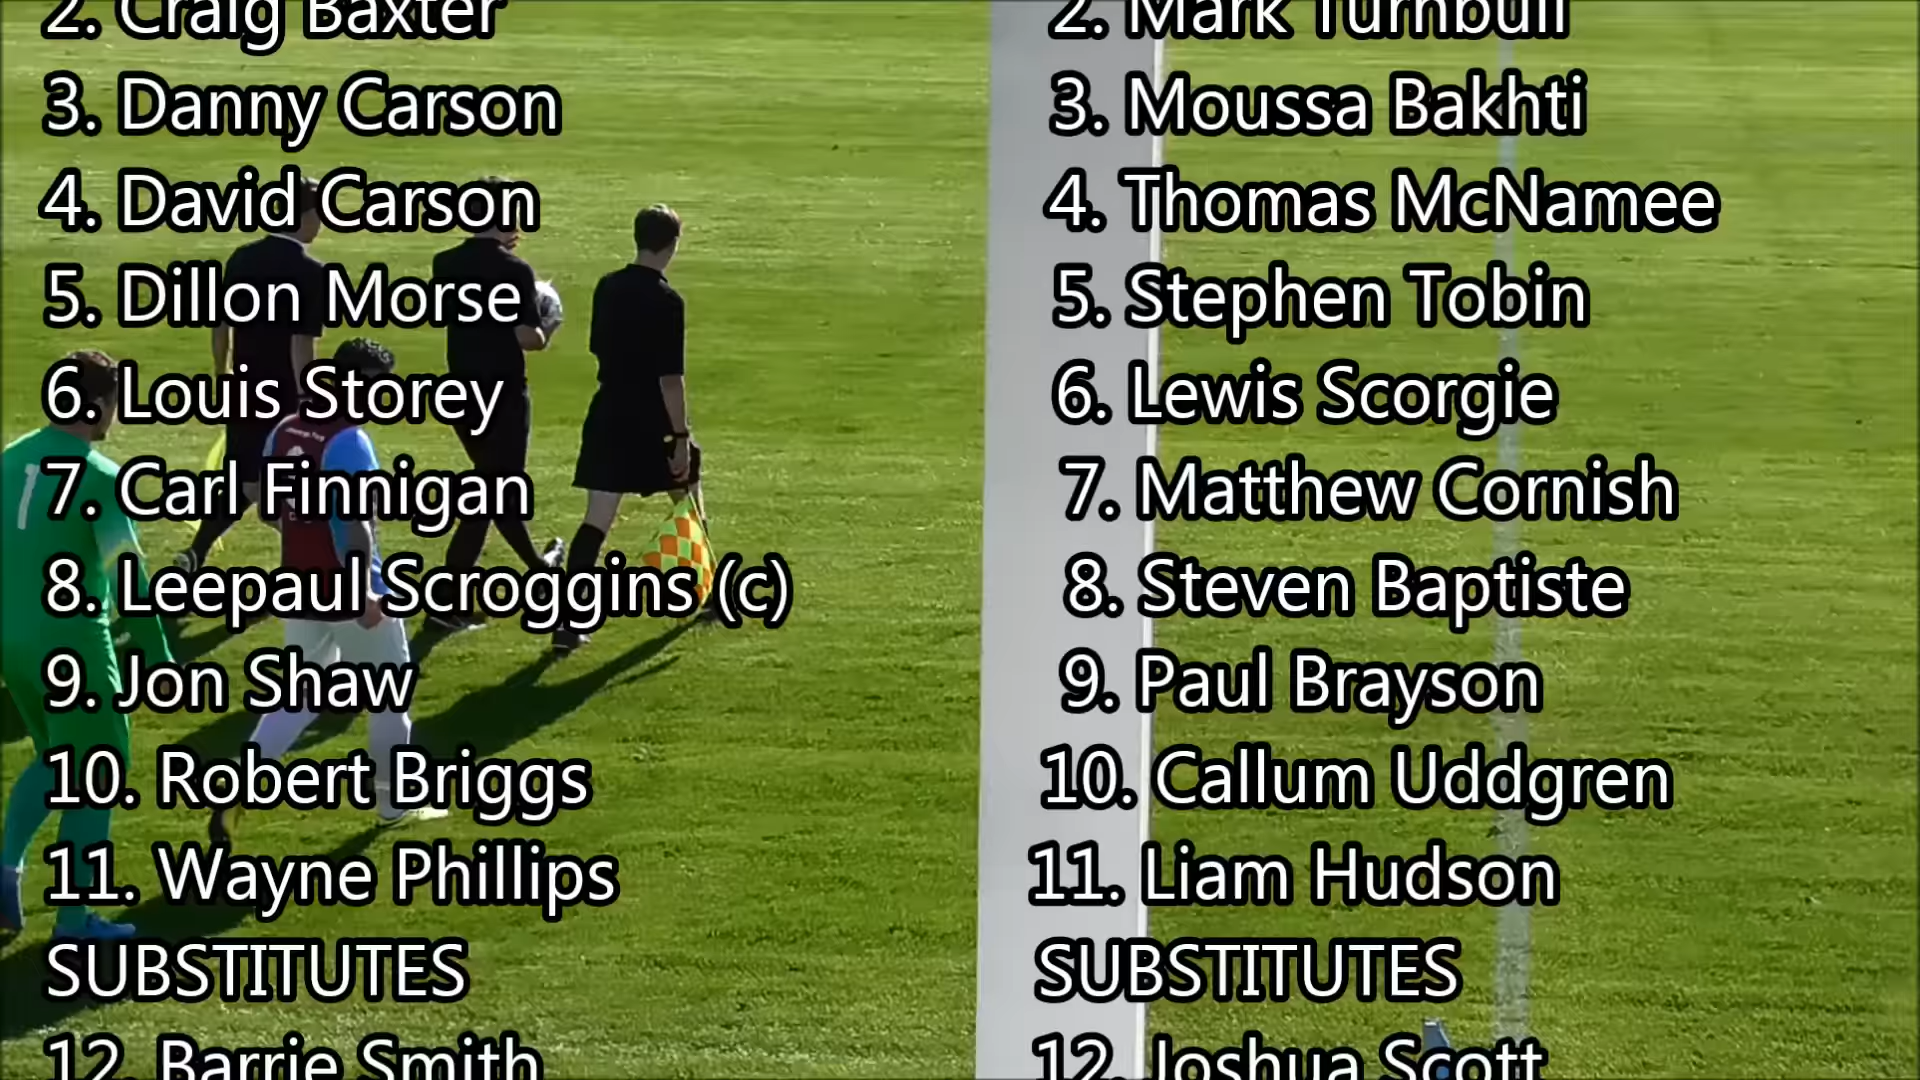 2. Craig Baxter
3. Danny Carson
4. David Carson
5. Dillon Morse
6. Louis Storey
7. Carl Finnigan
8. Leepaul Scroggins (c)
9. Jon Shaw
10. Robert Briggs
11. Wayne Phillips
SUBSTITUTES
12. Barrie Smith
2. Mark Turnbull
3. Moussa Bakhti
4. Thomas McNamee
5. Stephen Tobin
6. Lewis Scorgie
7. Matthew Cornish
8. Steven Baptiste
9. Paul Brayson
10. Callum Uddgren
11. Liam Hudson
SUBSTITUTES
12. Joshua Scott
1